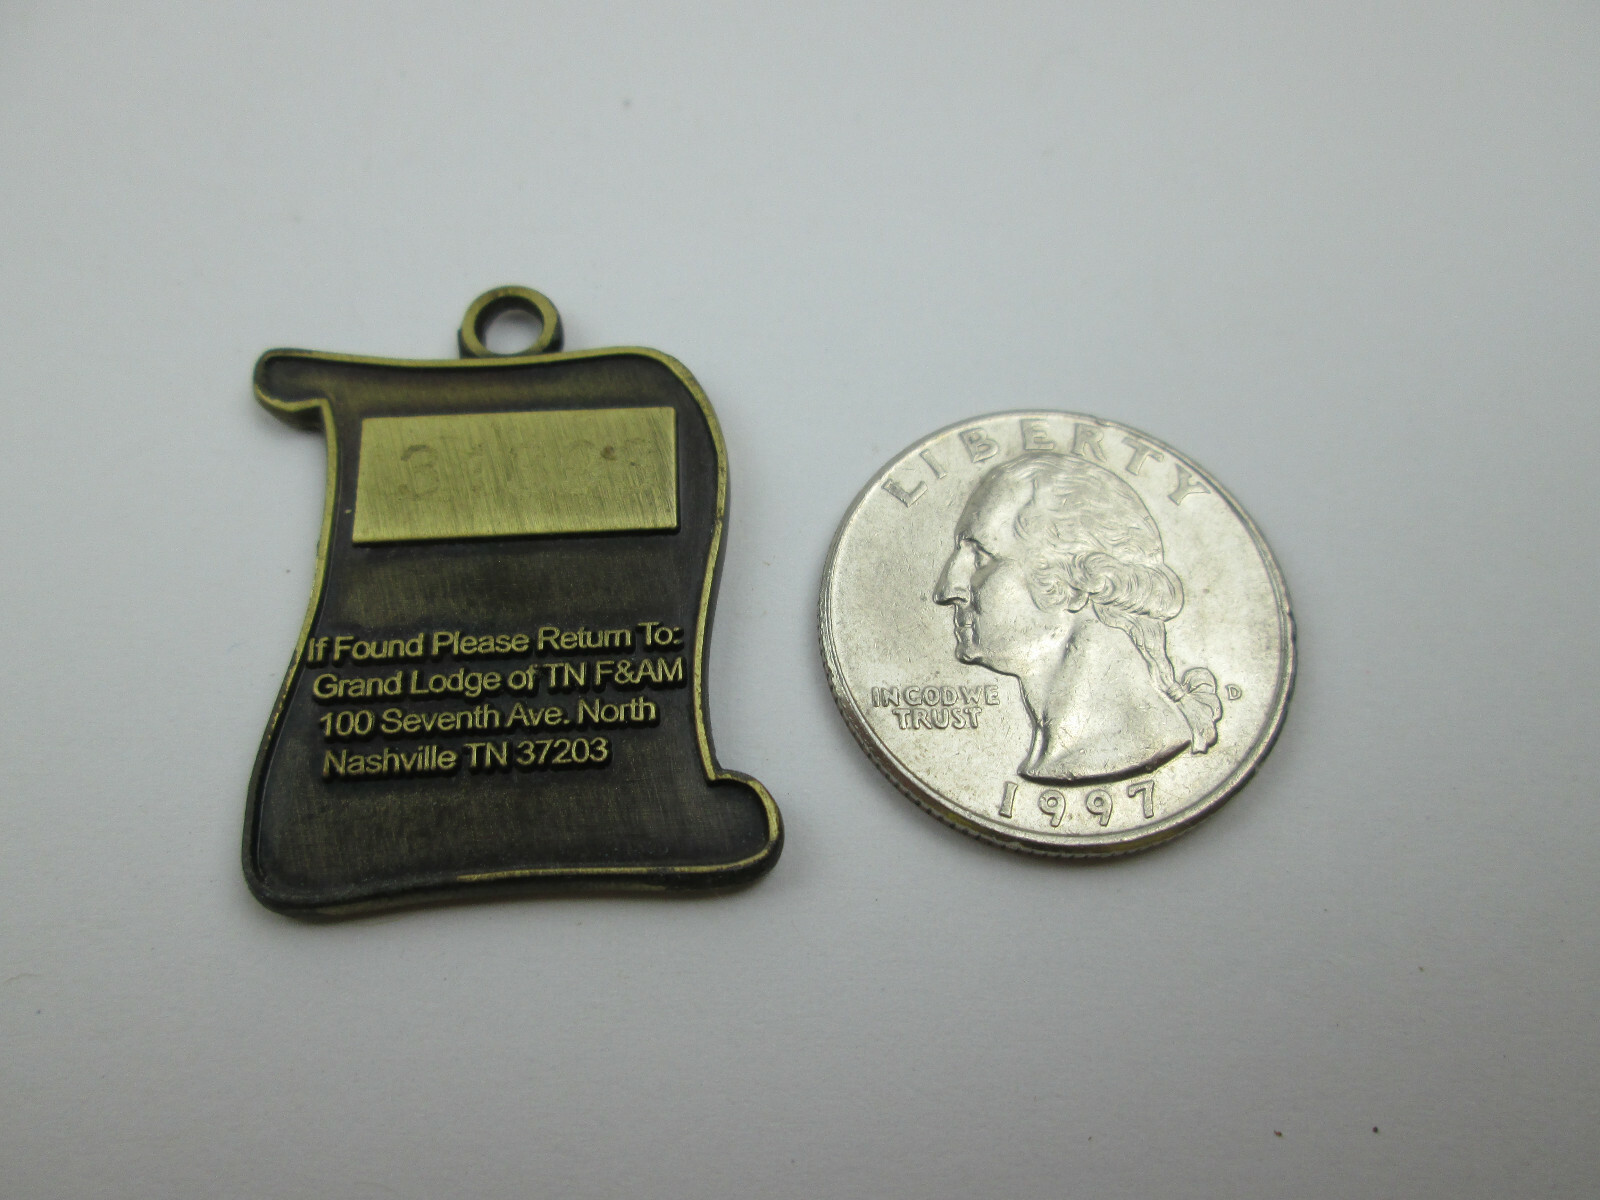 If Found Please Return To:
Grand Lodge of TN F&AM
100 Seventh Ave. North
Nashville TN 37203
LIBERTY
IN GOD WE
TRUST
D
1997